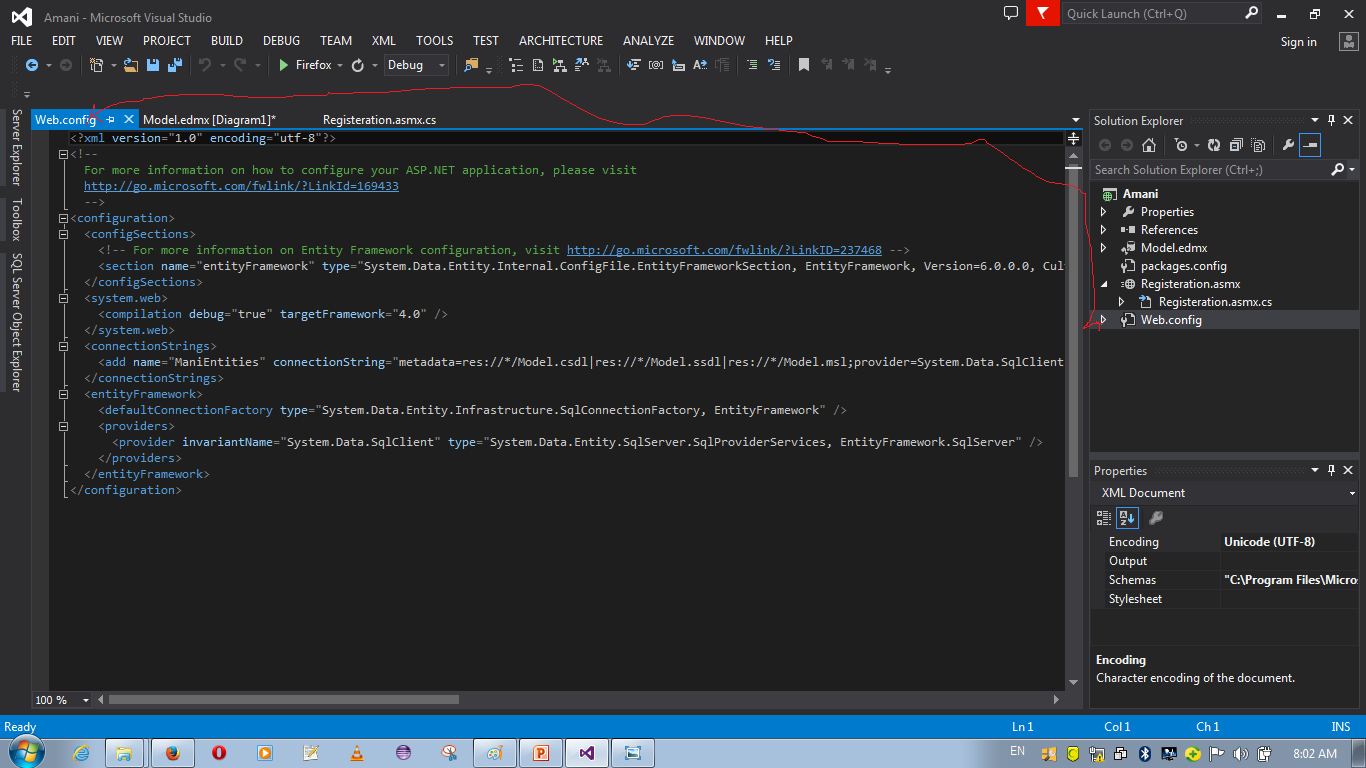 Amani - Microsoft Visual Studio
Quick Launch (Ctrl+Q)
FILE EDIT VIEW PROJECT BUILD DEBUG TEAM XML TOOLS TEST ARCHITECTURE ANALYZE WINDOW HELP
Sign in
Firefox Debug
Server Explorer
Toolbox
SQL Server Object Explorer
Web.config Model.edmx [Diagram1]* Registeration.asmx.cs
<?xml version="1.0" encoding="utf-8"?>
<!--
For more information on how to configure your ASP.NET application, please visit
http://go.microsoft.com/fwlink/?LinkId=169433
-->
<configuration>
<configSections>
<!-- For more information on Entity Framework configuration, visit http://go.microsoft.com/fwlink/?LinkID=237468 -->
<section name="entityFramework" type="System.Data.Entity.Internal.ConfigFile.EntityFrameworkSection, EntityFramework, Version=6.0.0.0, Cul
</configSections>
<system.web>
<compilation debug="true" targetFramework="4.0" />
</system.web>
<connectionStrings>
<add name="ManiEntities" connectionString="metadata=res://*/Model.csdl|res://*/Model.ssdl|res://*/Model.msl;provider=System.Data.SqlClient
</connectionStrings>
<entityFramework>
<defaultConnectionFactory type="System.Data.Entity.Infrastructure.SqlConnectionFactory, EntityFramework" />
<providers>
<provider invariantName="System.Data.SqlClient" type="System.Data.Entity.SqlServer.SqlProviderServices, EntityFramework.SqlServer" />
</providers>
</entityFramework>
</configuration>
100 %
Solution Explorer
Search Solution Explorer (Ctrl+;)
Amani
Properties
References
Model.edmx
packages.config
Registeration.asmx
Registeration.asmx.cs
Web.config
Properties
XML Document
Encoding Unicode (UTF-8)
Output
Schemas "C:\Program Files\Micros
Stylesheet
Encoding
Character encoding of the document.
Ready
Ln 1 Col 1 Ch 1 INS
EN
8:02 AM